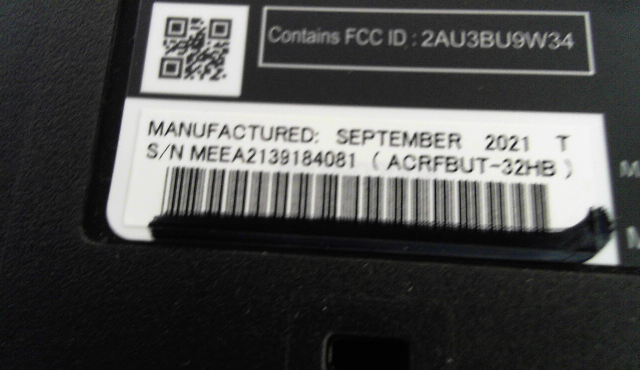 Contains FCC ID : 2AU3BU9W34
MANUFACTURED: SEPTEMBER 2021 T
S/N MEEA2139184081 ( ACRFBUT-32HB )
M
M